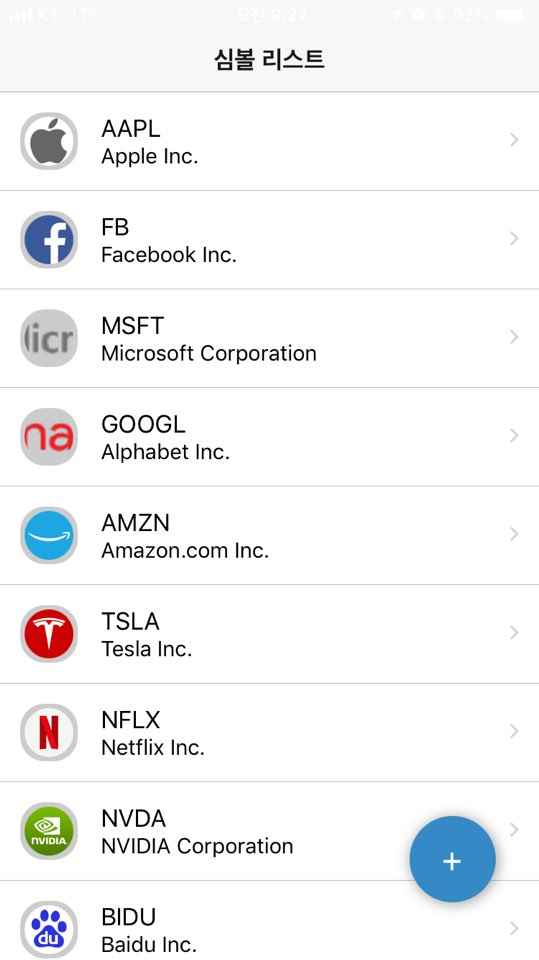 KT LTE 오전 9:27 92%
심볼 리스트
AAPL
Apple Inc.
FB
Facebook Inc.
icr
MSFT
Microsoft Corporation
na
GOOGL
Alphabet Inc.
AMZN
Amazon.com Inc.
TSLA
Tesla Inc.
N
NFLX
Netflix Inc.
NVIDIA
NVDA
NVIDIA Corporation
+
du
BIDU
Baidu Inc.